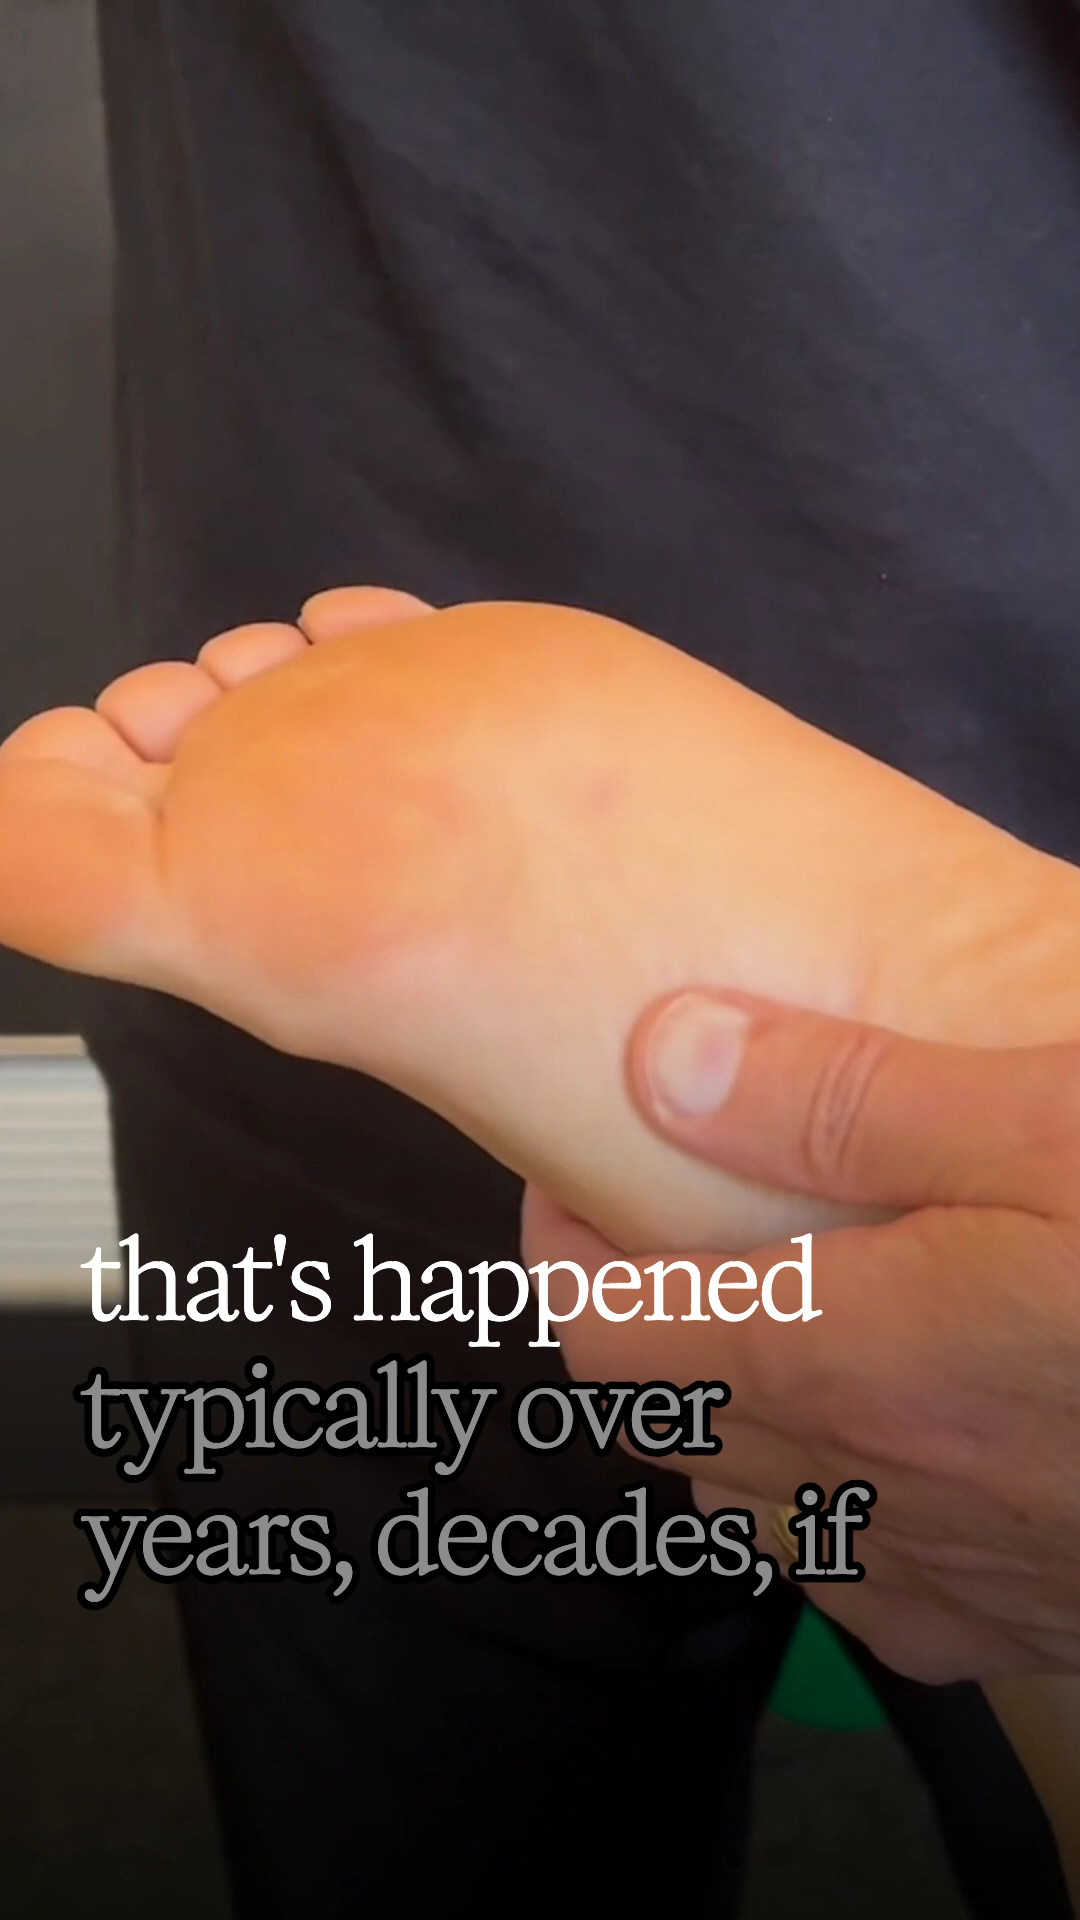 that's happened
typically over
years, decades, if